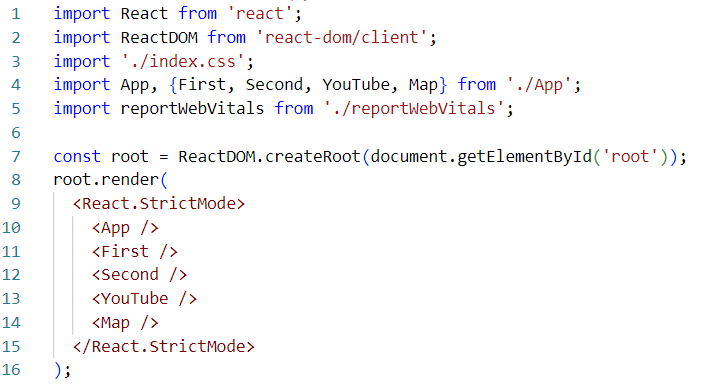 1 import React from 'react';
2 import ReactDOM from 'react-dom/client';
3 import './index.css';
4 import App, {First, Second, YouTube, Map} from './App';
5 import reportWebVitals from './reportWebVitals';
6
7 const root = ReactDOM.createRoot(document.getElementById('root'));
8 root.render(
9   <React.StrictMode>
10     <App />
11     <First />
12     <Second />
13     <YouTube />
14     <Map />
15   </React.StrictMode>
16 );